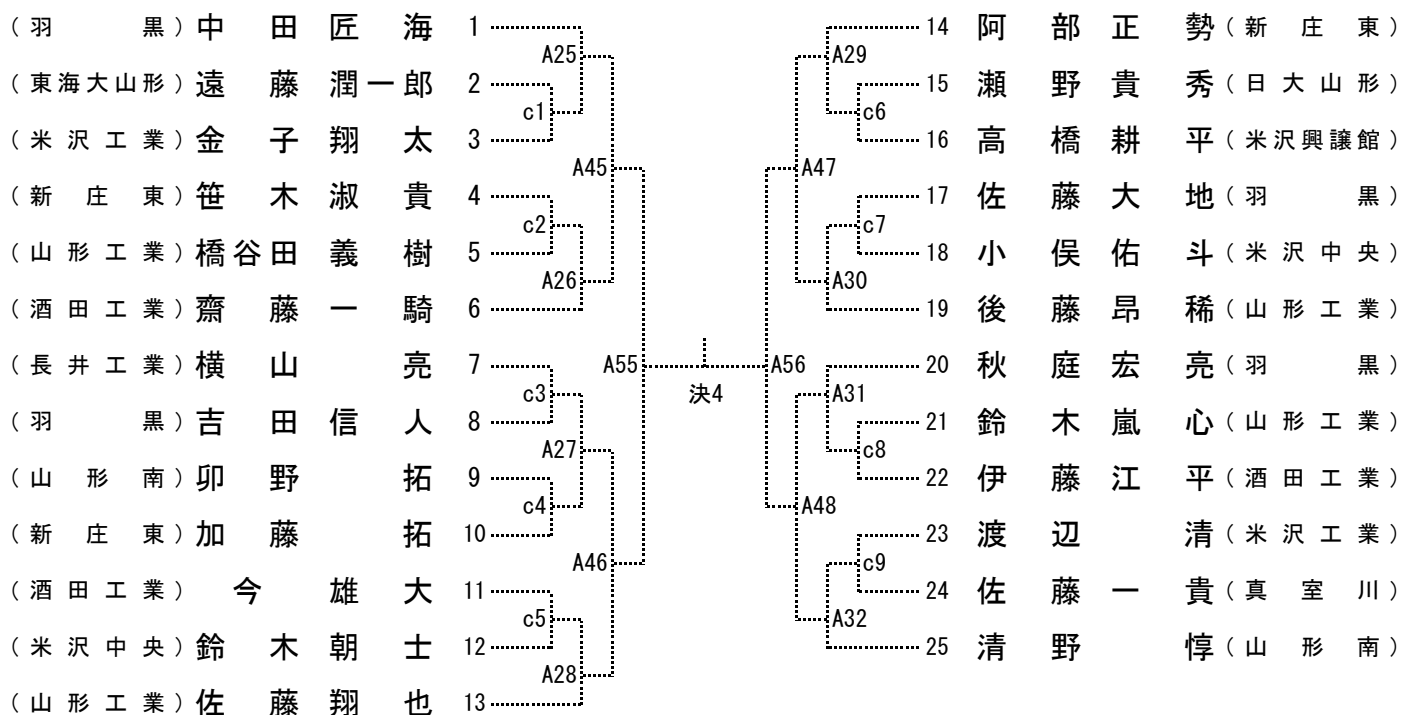 (羽黒) 中田匠海 1 14 阿部正勢 (新庄東)
A25 A29
(東海大山形) 遠藤潤一郎 2 15 瀬野貴秀 (日大山形)
c1 c6
(米沢工業) 金子翔太 3 16 高橋耕平 (米沢興譲館)
A45 A47
(新庄東) 笹木淑貴 4 17 佐藤大地 (羽黒)
c2 c7
(山形工業) 橋谷田義樹 5 18 小俣佑斗 (米沢中央)
A26 A30
(酒田工業) 齋藤一騎 6 19 後藤昂稀 (山形工業)
(長井工業) 横山亮 7 A55 A56 20 秋庭宏亮 (羽黒)
c3 決4 A31
(羽黒) 吉田信人 8 21 鈴木嵐心 (山形工業)
A27 c8
(山形南) 卯野拓 9 22 伊藤江平 (酒田工業)
c4 A48
(新庄東) 加藤拓 10 23 渡辺清 (米沢工業)
A46 c9
(酒田工業) 今雄大 11 24 佐藤一貴 (真室川)
c5 A32
(米沢中央) 鈴木朝士 12 25 清野惇 (山形南)
A28
(山形工業) 佐藤翔也 13